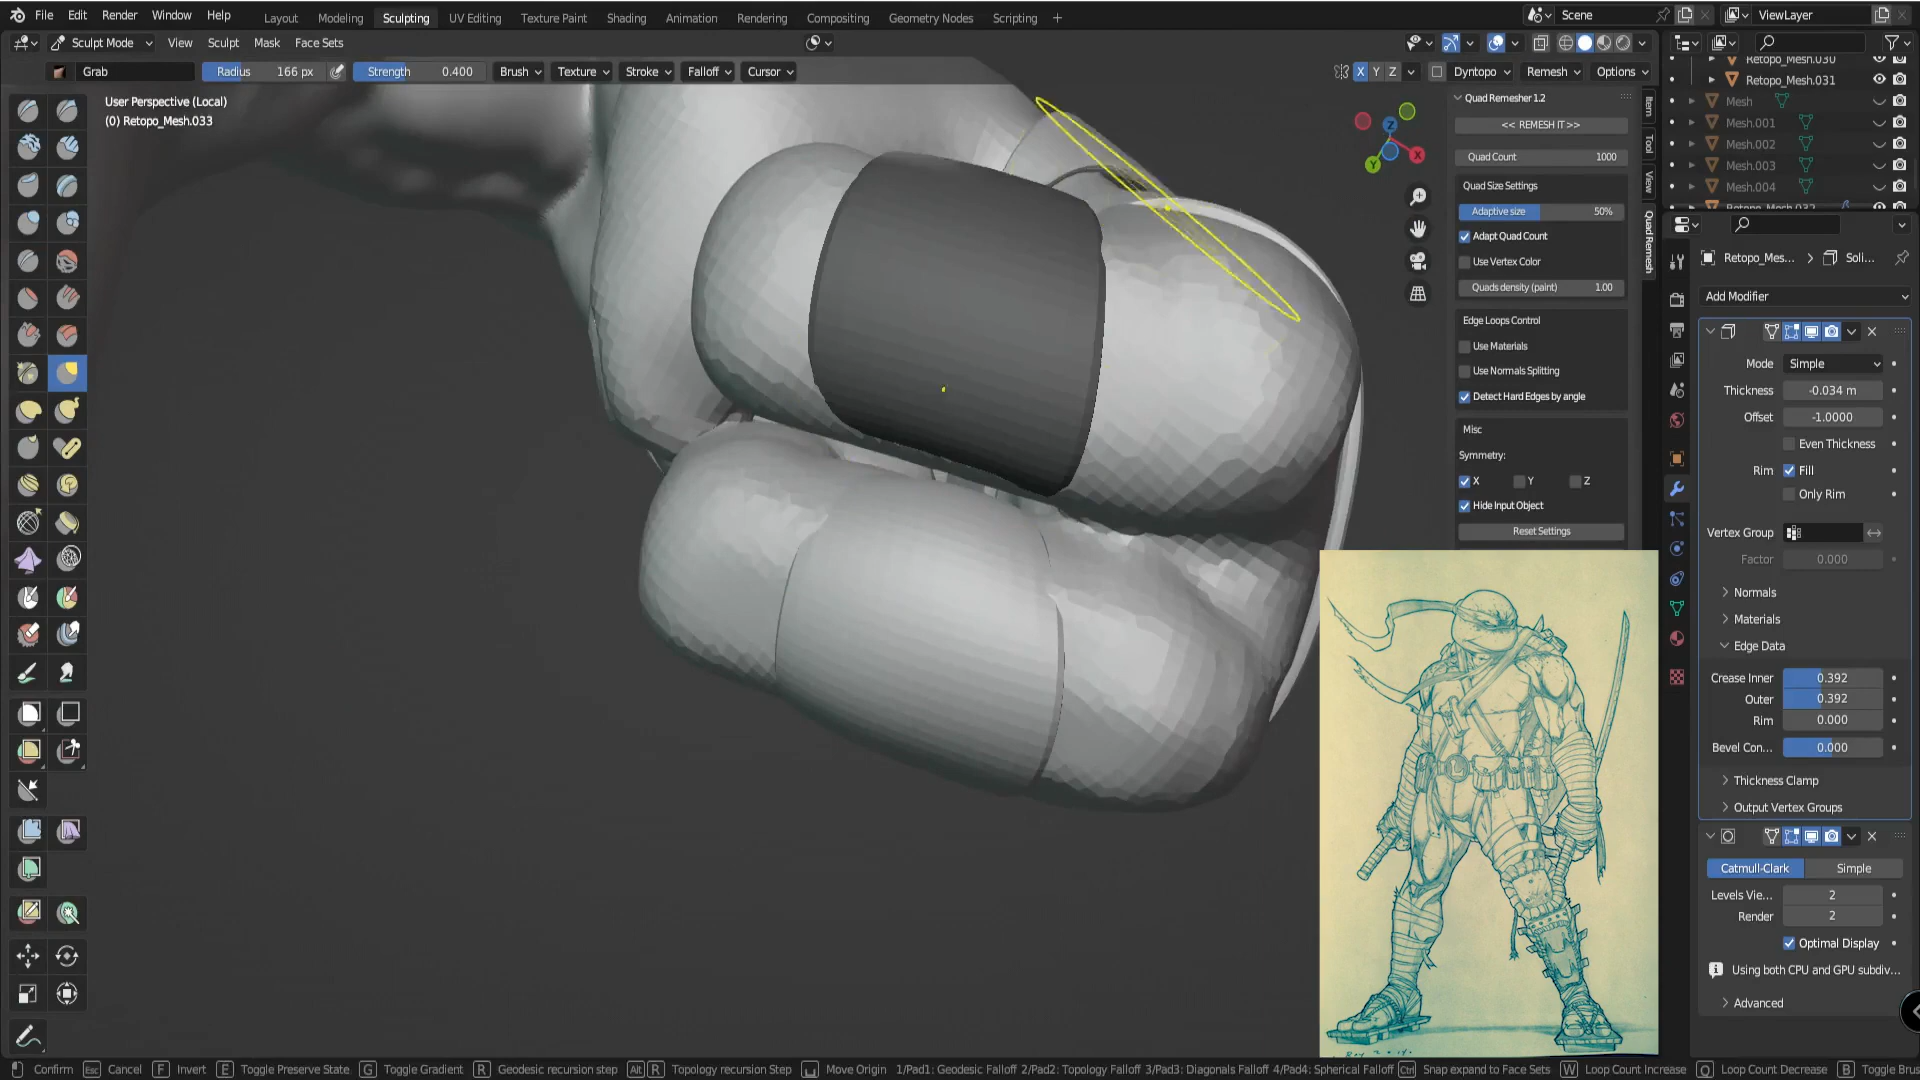 File Edit Render Window Help Layout Modeling Sculpting UV Editing Texture Paint Shading Animation Rendering Compositing Geometry Nodes Scripting + Scene ViewLayer
Sculpt Mode View Sculpt Mask Face Sets
Grab Radius 166 px Strength 0.400 Brush Texture Stroke Falloff Cursor X Y Z Dyntopo Remesh Options
User Perspective (Local)
(0) Retopo_Mesh.033
Z
X
Y
Quad Remesher 1.2
<< REMESH IT >>
Quad Count 1000
Quad Size Settings
Adaptive size 50%
Adapt Quad Count
Use Vertex Color
Quads density (paint) 1.00
Edge Loops Control
Use Materials
Use Normals Splitting
Detect Hard Edges by angle
Misc
Symmetry:
X Y Z
Hide Input Object
Reset Settings
Item
Tool
View
Quad Remesh
Retopo_Mesh.030
Retopo_Mesh.031
Mesh
Mesh.001
Mesh.002
Mesh.003
Mesh.004
Retopo_Mesh.032
Retopo_Mes... > Soli...
Add Modifier
Mode Simple
Thickness -0.034 m
Offset -1.0000
Even Thickness
Rim Fill
Only Rim
Vertex Group
Factor 0.000
Normals
Materials
Edge Data
Crease Inner 0.392
Outer 0.392
Rim 0.000
Bevel Con... 0.000
Thickness Clamp
Output Vertex Groups
Catmull-Clark Simple
Levels Vie... 2
Render 2
Optimal Display
Using both CPU and GPU subdiv...
Advanced
Confirm Esc Cancel F Invert E Toggle Preserve State G Toggle Gradient R Geodesic recursion step Alt R Topology recursion Step Move Origin 1/Pad1: Geodesic Falloff 2/Pad2: Topology Falloff 3/Pad3: Diagonals Falloff 4/Pad4: Spherical Falloff Ctrl Snap expand to Face Sets W Loop Count Increase Q Loop Count Decrease B Toggle Brus